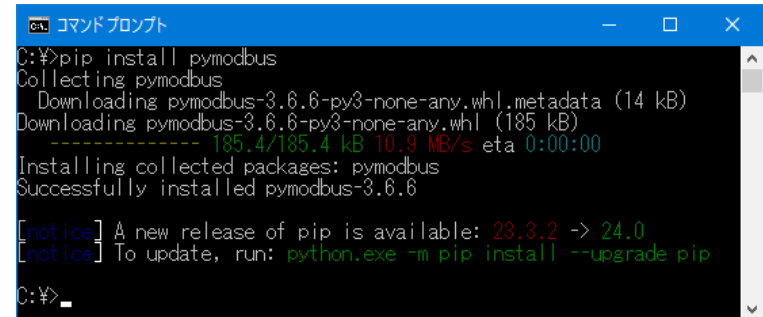 コマンド プロンプト
C:¥>pip install pymodbus
Collecting pymodbus
  Downloading pymodbus-3.6.6-py3-none-any.whl.metadata (14 kB)
Downloading pymodbus-3.6.6-py3-none-any.whl (185 kB)
   -------------- 185.4/185.4 kB 10.9 MB/s eta 0:00:00
Installing collected packages: pymodbus
Successfully installed pymodbus-3.6.6
[notice] A new release of pip is available: 23.3.2 -> 24.0
[notice] To update, run: python.exe -m pip install --upgrade pip
C:¥>